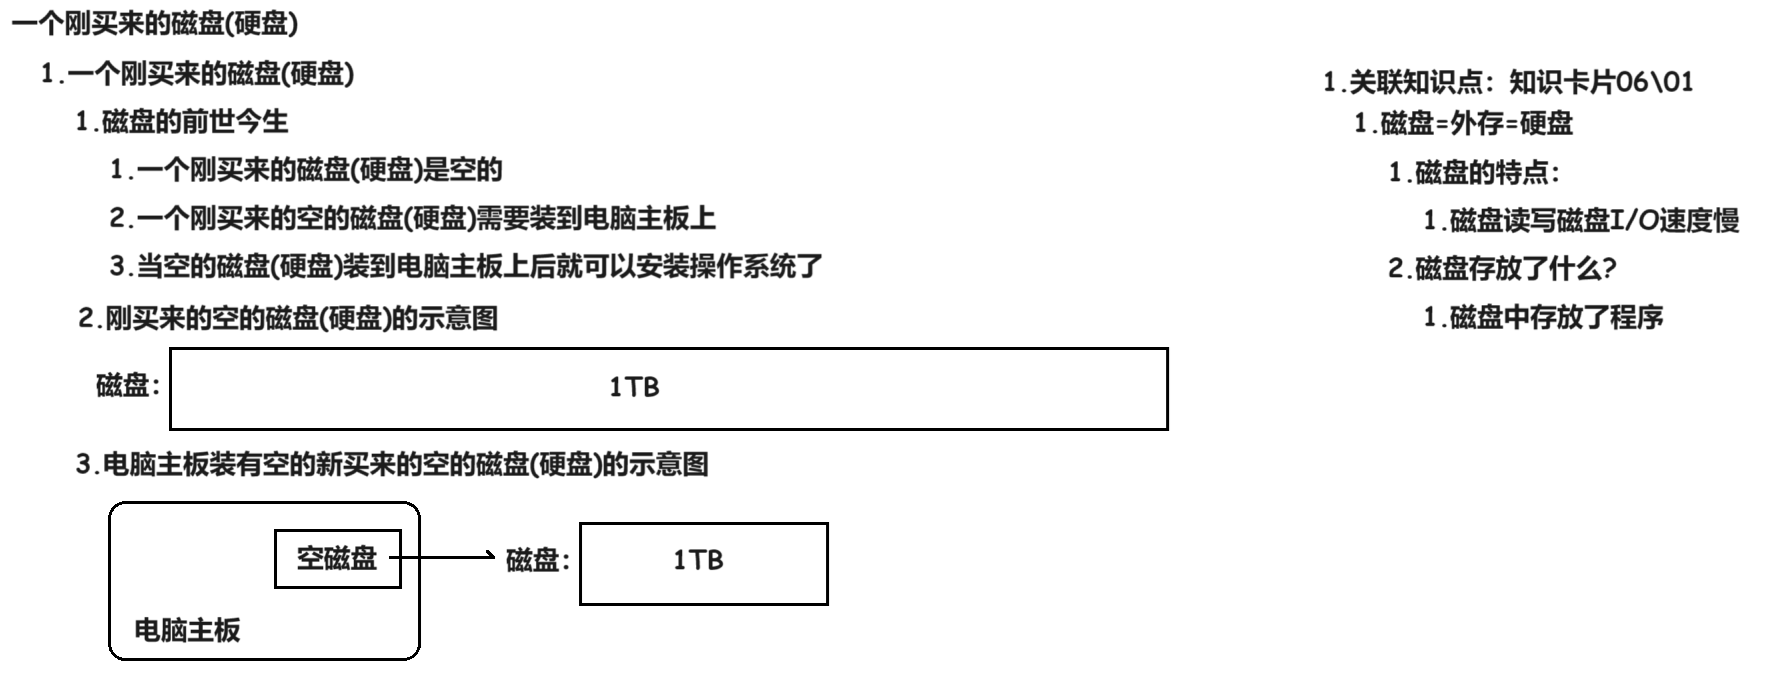 一个刚买来的磁盘(硬盘)
1.一个刚买来的磁盘(硬盘)
1.磁盘的前世今生
1.一个刚买来的磁盘(硬盘)是空的
2.一个刚买来的空的磁盘(硬盘)需要装到电脑主板上
3.当空的磁盘(硬盘)装到电脑主板上后就可以安装操作系统了
2.刚买来的空的磁盘(硬盘)的示意图
磁盘: 1TB
3.电脑主板装有空的新买来的空的磁盘(硬盘)的示意图
空磁盘
磁盘: 1TB
电脑主板
1.关联知识点：知识卡片06\01
1.磁盘=外存=硬盘
1.磁盘的特点：
1.磁盘读写磁盘I/O速度慢
2.磁盘存放了什么?
1.磁盘中存放了程序